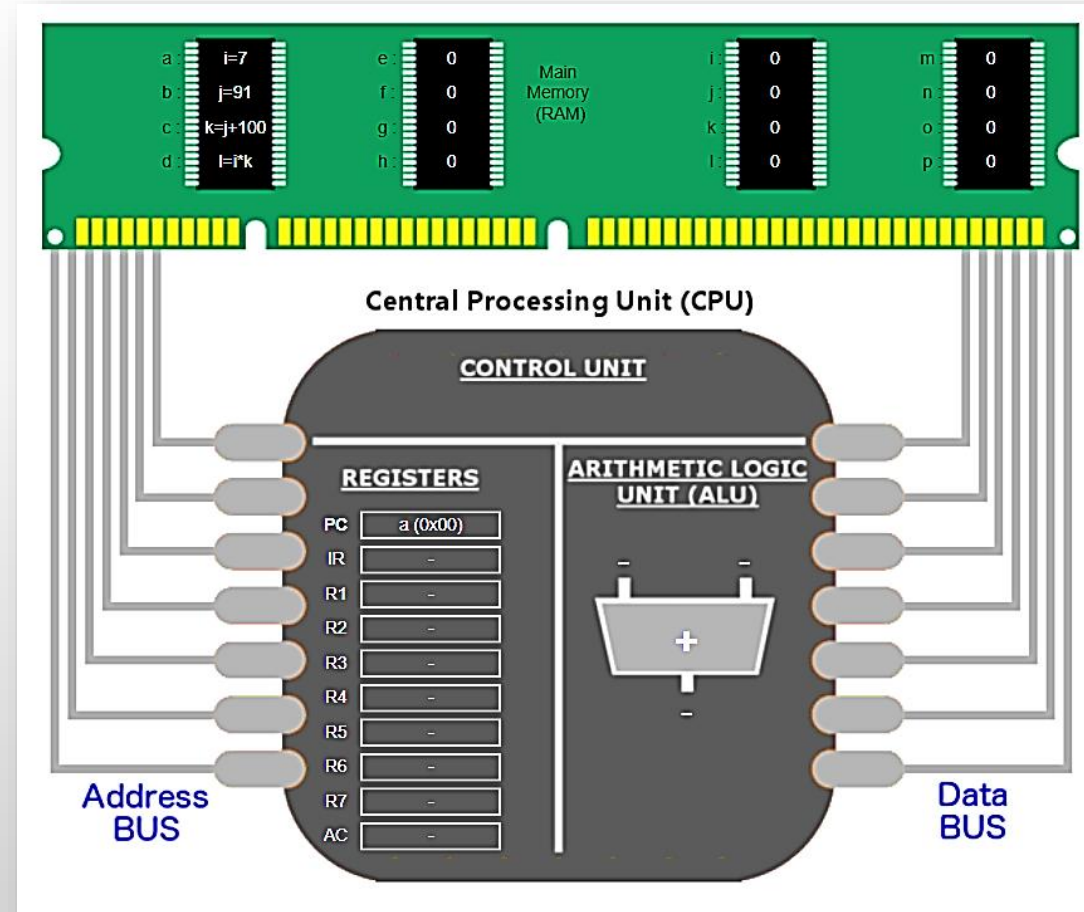 a : i=7
b : j=91
c : k=j+100
d : l=i*k
e : 0
f : 0
g : 0
h : 0
Main
Memory
(RAM)
i : 0
j : 0
k : 0
l : 0
m : 0
n : 0
o : 0
p : 0
Central Processing Unit (CPU)
CONTROL UNIT
REGISTERS
PC a (0x00)
IR -
R1 -
R2 -
R3 -
R4 -
R5 -
R6 -
R7 -
AC -
ARITHMETIC LOGIC
UNIT (ALU)
- -
+
-
Address
BUS
Data
BUS